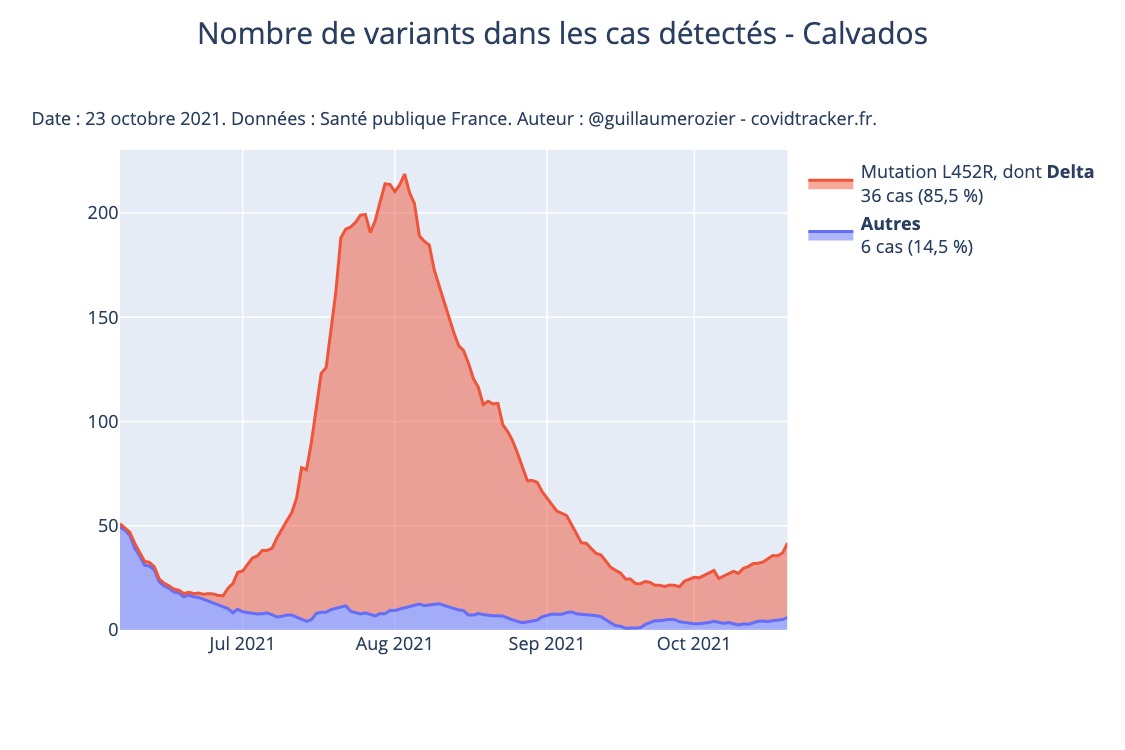 Nombre de variants dans les cas détectés - Calvados
Date : 23 octobre 2021. Données : Santé publique France. Auteur : @guillaumerozier - covidtracker.fr.
Mutation L452R, dont Delta
36 cas (85,5 %)
Autres
6 cas (14,5 %)
200
150
100
50
0
Jul 2021
Aug 2021
Sep 2021
Oct 2021